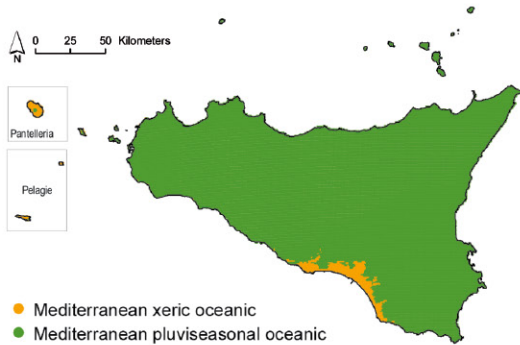 0 25 50 Kilometers
N
Pantelleria
Pelagie
Mediterranean xeric oceanic
Mediterranean pluviseasonal oceanic